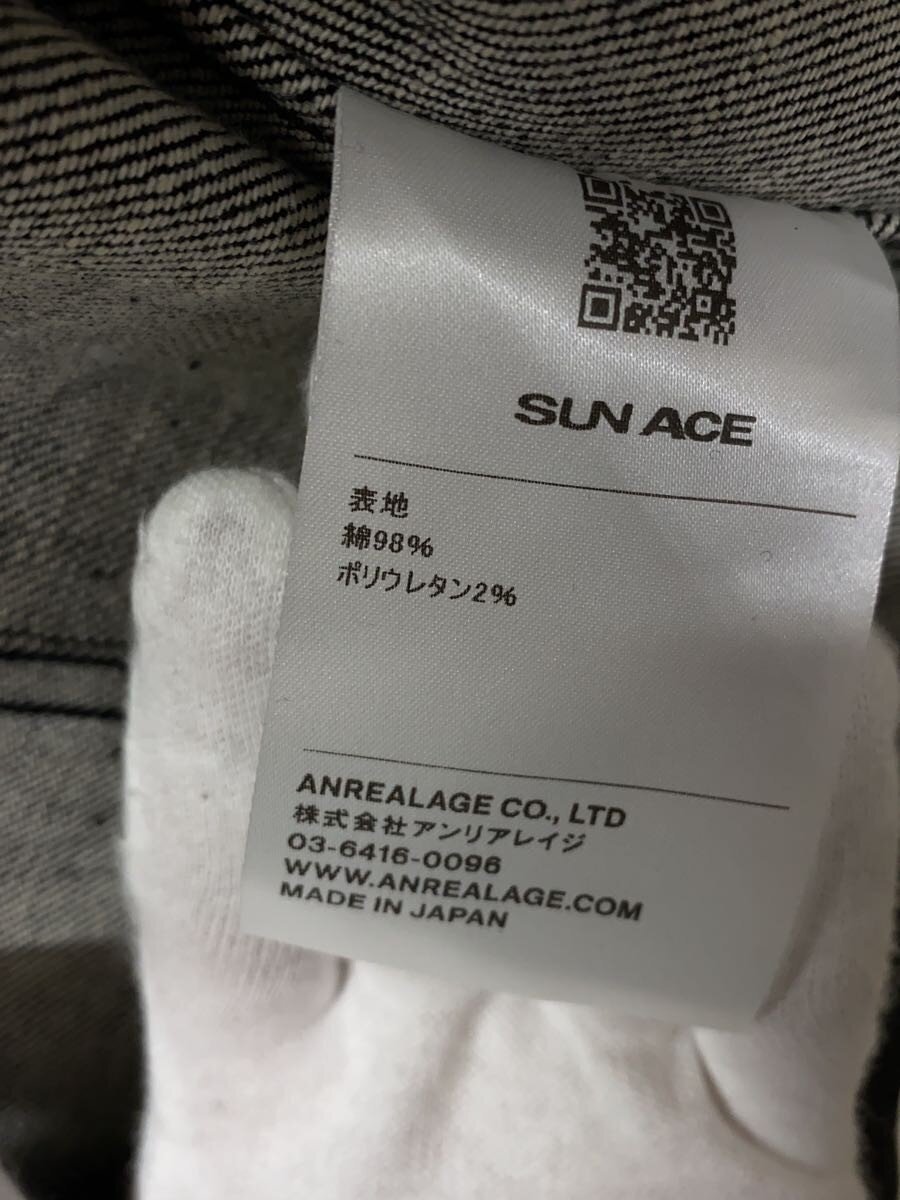 SUN ACE
表地
綿98%
ポリウレタン2%
ANREALAGE CO., LTD
株式会社アンリアレイジ
03-6416-0096
WWW.ANREALAGE.COM
MADE IN JAPAN